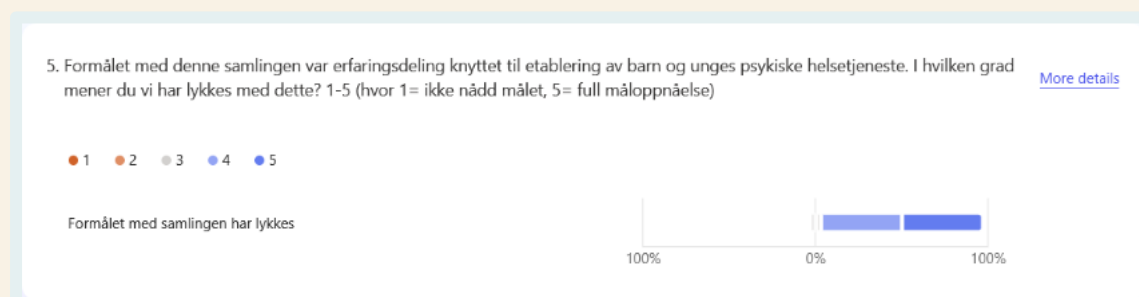 5. Formålet med denne samlingen var erfaringsdeling knyttet til etablering av barn og unges psykiske helsetjeneste. I hvilken grad
mener du vi har lykkes med dette? 1-5 (hvor 1= ikke nådd målet, 5= full måloppnåelse)
More details
1 2 3 4 5
Formålet med samlingen har lykkes
100% 0% 100%